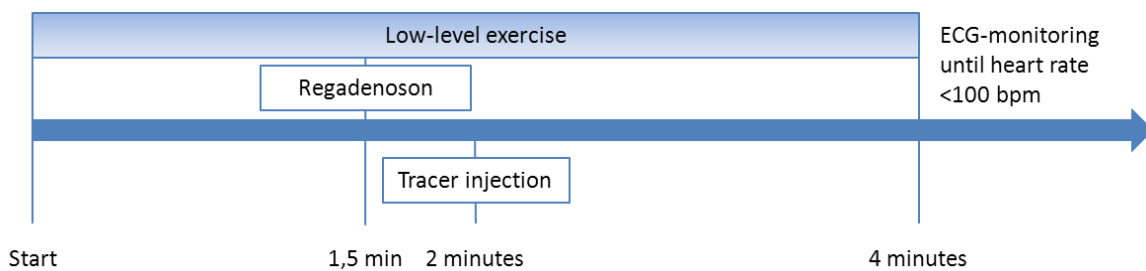 Low-level exercise
ECG-monitoring
until heart rate
<100 bpm
Regadenoson
Tracer injection
Start
1,5 min
2 minutes
4 minutes